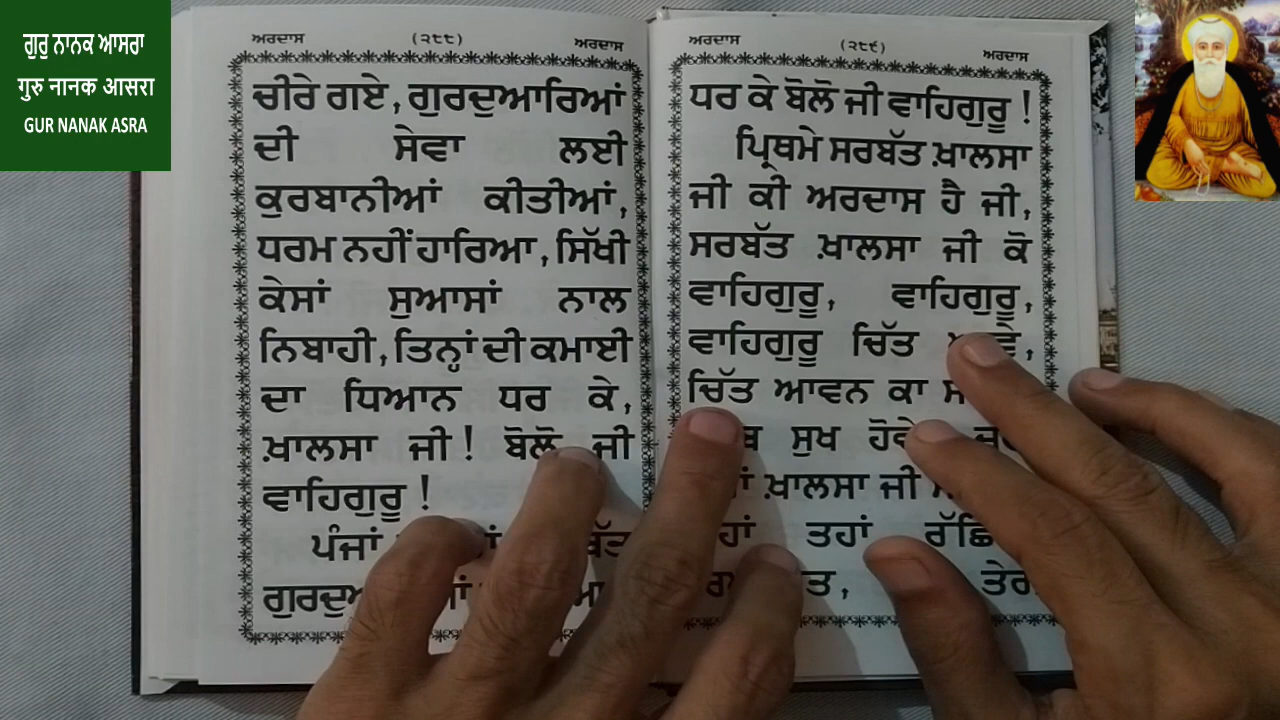 ਗੁਰੂ ਨਾਨਕ ਆਸਰਾ
गुरु नानक आसरा
GUR NANAK ASRA
ਅਰਦਾਸ (੨੮੮) ਅਰਦਾਸ
ਚੀਰੇ ਗਏ, ਗੁਰਦੁਆਰਿਆਂ
ਦੀ ਸੇਵਾ ਲਈ
ਕੁਰਬਾਨੀਆਂ ਕੀਤੀਆਂ,
ਧਰਮ ਨਹੀਂ ਹਾਰਿਆ, ਸਿੱਖੀ
ਕੇਸਾਂ ਸੁਆਸਾਂ ਨਾਲ
ਨਿਬਾਹੀ, ਤਿਨ੍ਹਾਂ ਦੀ ਕਮਾਈ
ਦਾ ਧਿਆਨ ਧਰ ਕੇ,
ਖ਼ਾਲਸਾ ਜੀ! ਬੋਲੋ ਜੀ
ਵਾਹਿਗੁਰੂ!
ਪੰਜਾਂ
ਅਰਦਾਸ (੨੮੯) ਅਰਦਾਸ
ਧਰ ਕੇ ਬੋਲੋ ਜੀ ਵਾਹਿਗੁਰੂ!
ਪ੍ਰਿਥਮੇ ਸਰਬੱਤ ਖ਼ਾਲਸਾ
ਜੀ ਕੀ ਅਰਦਾਸ ਹੈ ਜੀ,
ਸਰਬੱਤ ਖ਼ਾਲਸਾ ਜੀ ਕੋ
ਵਾਹਿਗੁਰੂ, ਵਾਹਿਗੁਰੂ,
ਵਾਹਿਗੁਰੂ ਚਿੱਤ
ਚਿੱਤ ਆਵਨ ਕਾ
ਸੁਖ
ਖ਼ਾਲਸਾ ਜੀ
ਤਹਾਂ